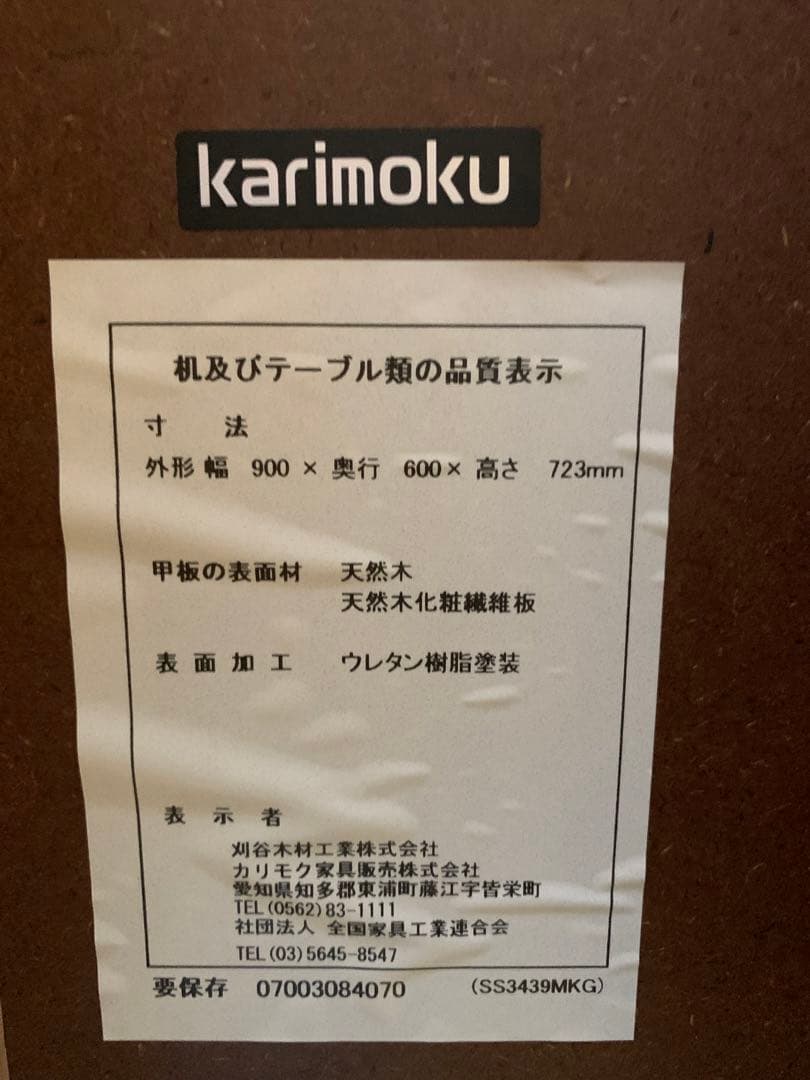 karimoku
机及びテーブル類の品質表示
寸 法
外形 幅 900 × 奥行 600× 高さ 723mm
甲板の表面材 天然木
天然木化粧繊維板
表面加工 ウレタン樹脂塗装
表示者
刈谷木材工業株式会社
カリモク家具販売株式会社
愛知県知多郡東浦町藤江字皆栄町
TEL(0562)83-1111
社団法人 全国家具工業連合会
TEL(03)5645-8547
要保存 07003084070 (SS3439MKG)